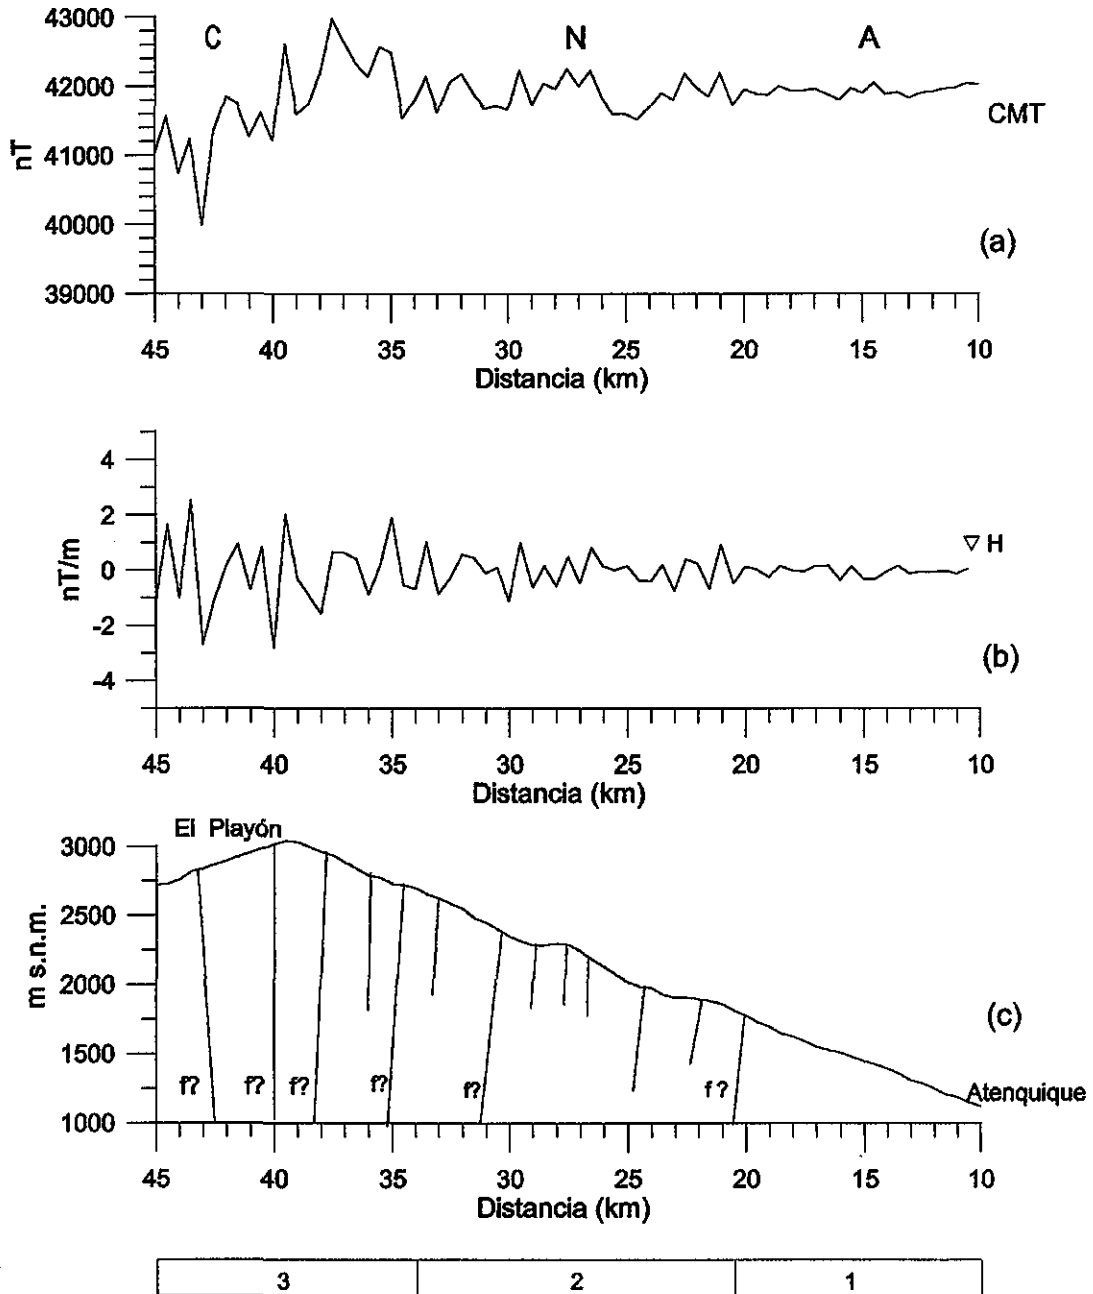 43000
C
N
A
42000
CMT
nT
41000
40000
(a)
39000
45 40 35 30 25 20 15 10
Distancia (km)
4
2
nT/m
0
▽ H
-2
(b)
-4
45 40 35 30 25 20 15 10
Distancia (km)
El Playón
3000
2500
m s.n.m.
2000
(c)
1500
f? f? f? f? f? f?
Atenquique
1000
45 40 35 30 25 20 15 10
Distancia (km)
3 2 1